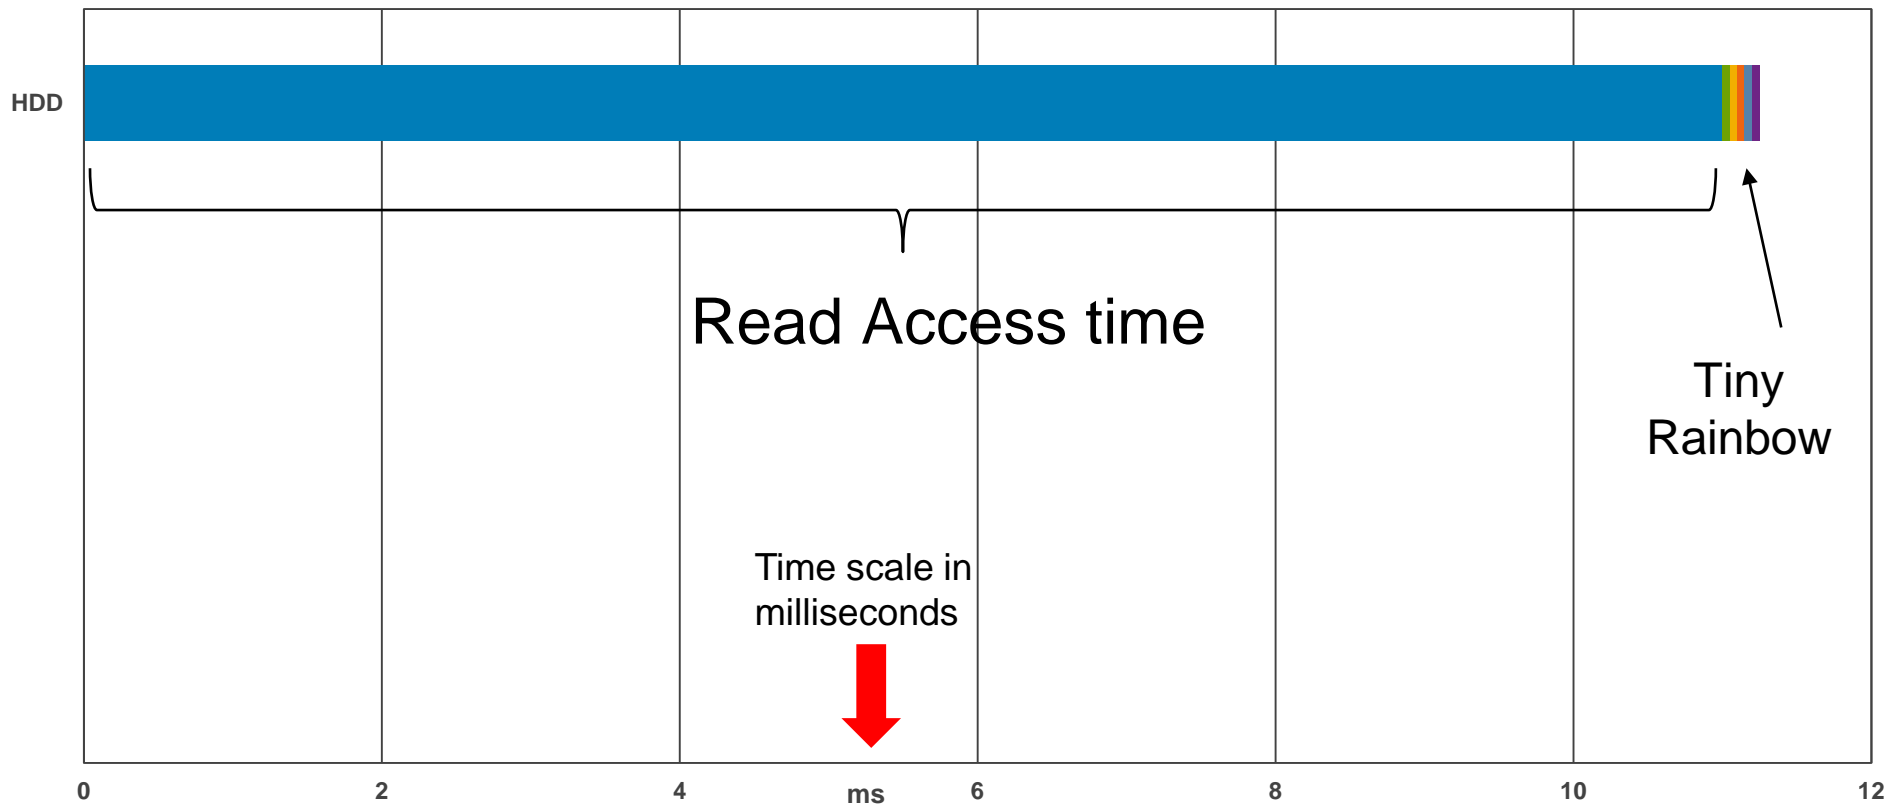 HDD
Read Access time
Tiny
Rainbow
Time scale in
milliseconds
0 2 4 ms 6 8 10 12